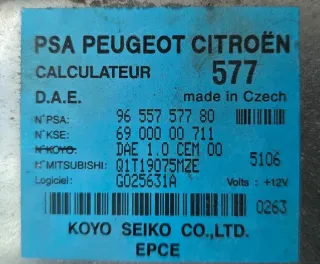 PSA PEUGEOT CITROËN
CALCULATEUR 577
D.A.E. made in Czech
N°PSA: 96 557 577 80
N°KSE: 69 000 00 711
N°KOYO: DAE 1.0 CEM 00
N°MITSUBISHI: Q1T19075MZE 5106
Logiciel: G025631A Volts: +12V
0263
KOYO SEIKO CO.,LTD.
EPCE